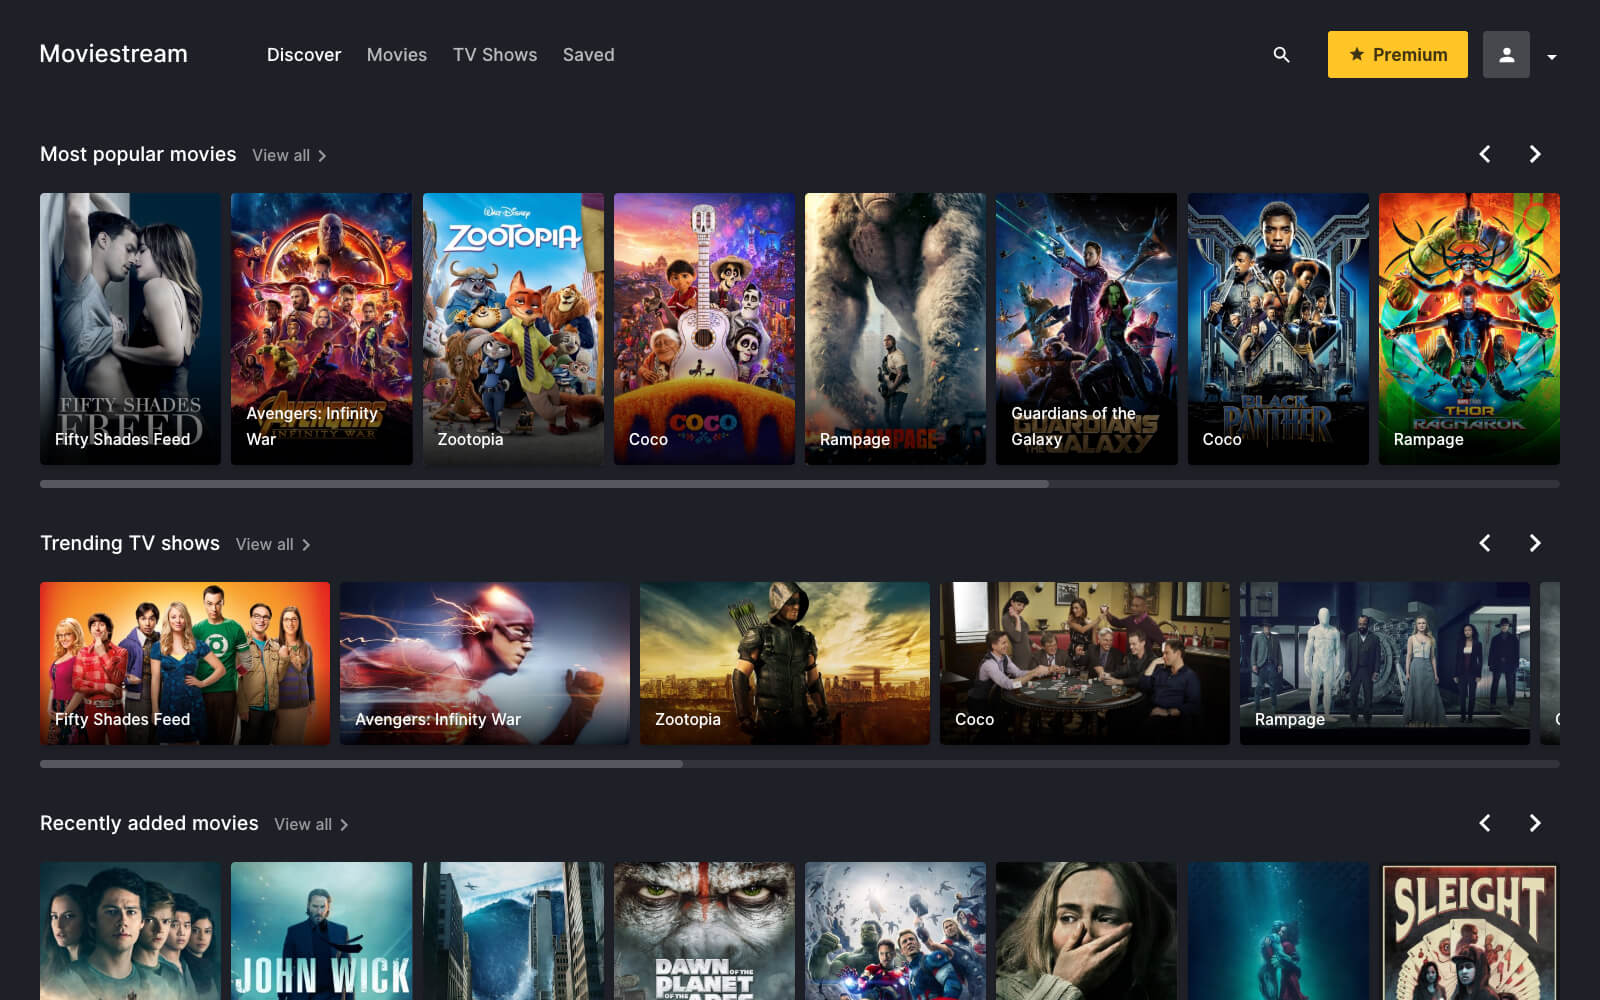 Moviestream
Discover
Movies
TV Shows
Saved
Premium
Most popular movies
View all
FIFTY SHADES
FREED
Fifty Shades Feed
AVENGERS
INFINITY WAR
Avengers: Infinity
War
WALT DISNEY
ZOOTOPIA
Zootopia
COCO
Coco
RAMPAGE
Rampage
GUARDIANS
OF THE
GALAXY
Guardians of the
Galaxy
BLACK
PANTHER
Coco
THOR
RAGNAROK
Rampage
Trending TV shows
View all
Fifty Shades Feed
Avengers: Infinity War
Zootopia
Coco
Rampage
Recently added movies
View all
JOHN WICK
DAWN OF THE
PLANET
OF THE
APES
SLEIGHT